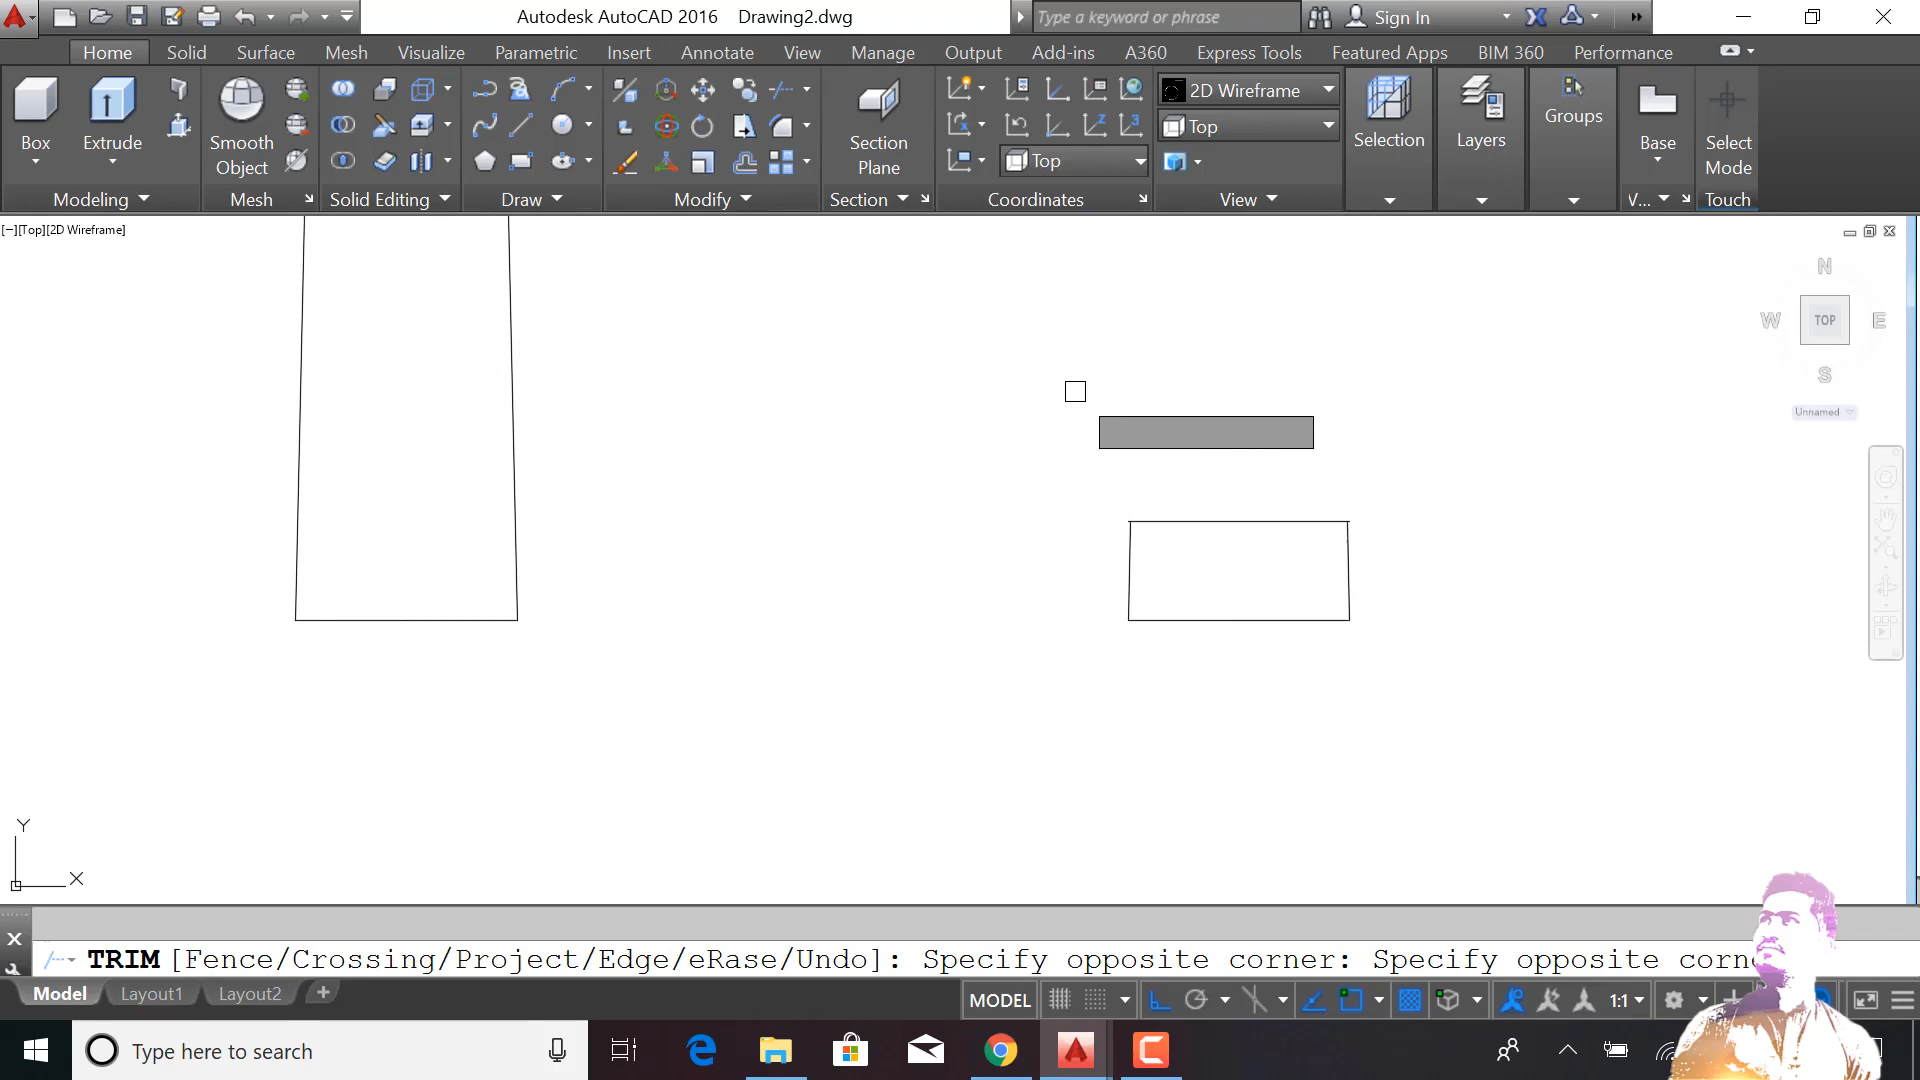 Autodesk AutoCAD 2016 Drawing2.dwg
Type a keyword or phrase
Sign In
Home Solid Surface Mesh Visualize Parametric Insert Annotate View Manage Output Add-ins A360 Express Tools Featured Apps BIM 360 Performance
Box
Extrude
Smooth
Object
Section
Plane
2D Wireframe
Top
Top
Selection
Layers
Groups
Base
Select
Mode
Modeling Mesh Solid Editing Draw Modify Section Coordinates View V... Touch
[−][Top][2D Wireframe]
N
W TOP E
S
Unnamed
Y
X
TRIM [Fence/Crossing/Project/Edge/eRase/Undo]: Specify opposite corner: Specify opposite corne
Model Layout1 Layout2 +
MODEL 1:1
Type here to search